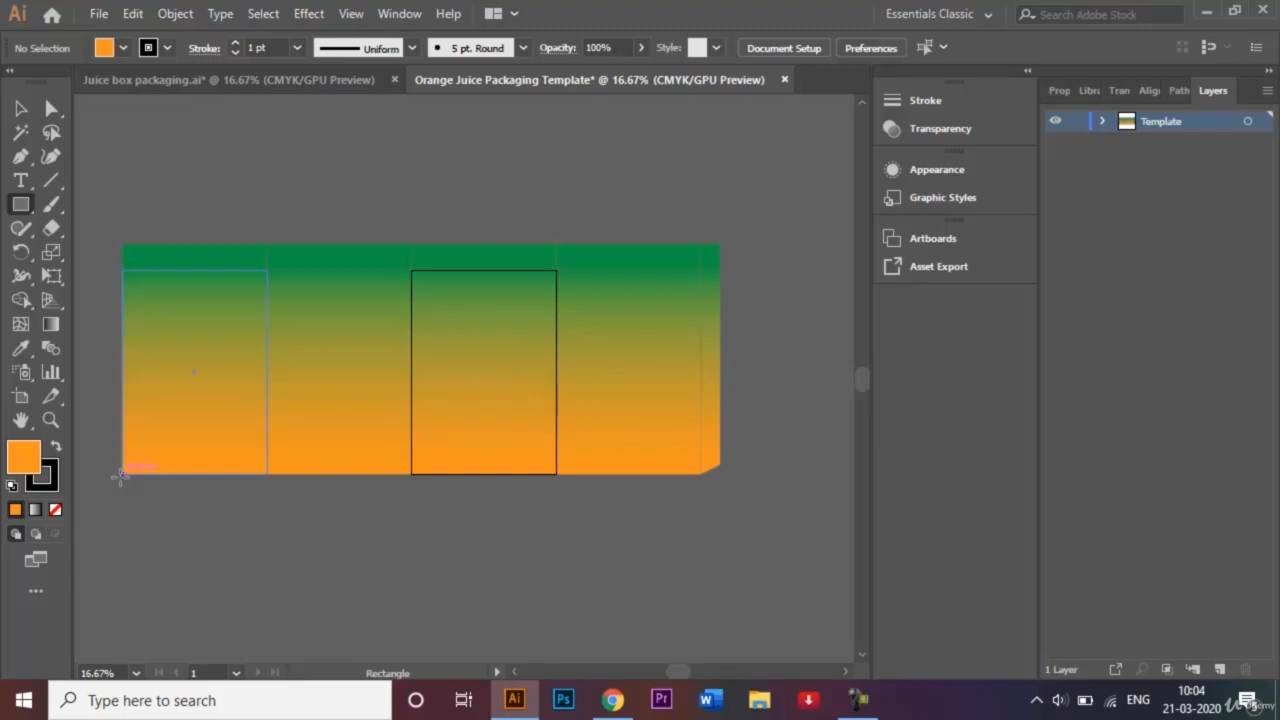 Ai File Edit Object Type Select Effect View Window Help Essentials Classic Search Adobe Stock
No Selection Stroke: 1 pt Uniform 5 pt. Round Opacity: 100% Style: Document Setup Preferences
Juice box packaging.ai* @ 16.67% (CMYK/GPU Preview) × Orange Juice Packaging Template* @ 16.67% (CMYK/GPU Preview) ×
Prop Libra Tran Align Path Layers
Stroke
Template
Transparency
Appearance
Graphic Styles
Artboards
Asset Export
16.67% 1 Rectangle
1 Layer
Type here to search
Ai Ps Pr W ENG
10:04
21-03-2020